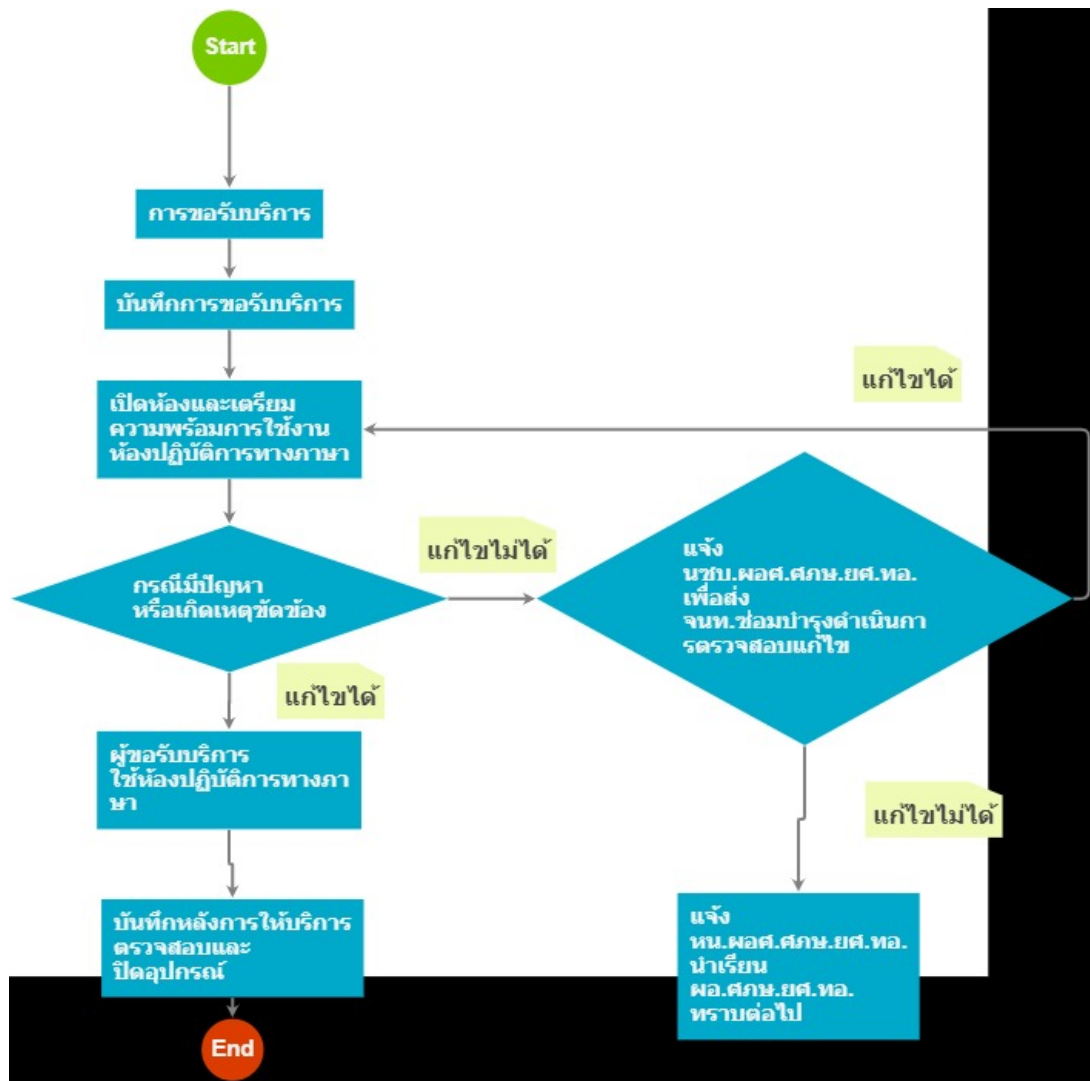 Start
การขอรับบริการ
บันทึกการขอรับบริการ
แก้ไขได้
เปิดห้องและเตรียม
ความพร้อมการใช้งาน
ห้องปฏิบัติการทางภาษา
แก้ไขไม่ได้
กรณีมีปัญหา
หรือเกิดเหตุขัดข้อง
แจ้ง
นชบ.ผอศ.ศภษ.ยศ.ทอ.
เพื่อส่ง
จนท.ซ่อมบำรุงดำเนินกา
รตรวจสอบแก้ไข
แก้ไขได้
ผู้ขอรับบริการ
ใช้ห้องปฏิบัติการทางภา
ษา
แก้ไขไม่ได้
บันทึกหลังการให้บริการ
ตรวจสอบและ
ปิดอุปกรณ์
แจ้ง
หน.ผอศ.ศภษ.ยศ.ทอ.
นำเรียน
ผอ.ศภษ.ยศ.ทอ.
ทราบต่อไป
End